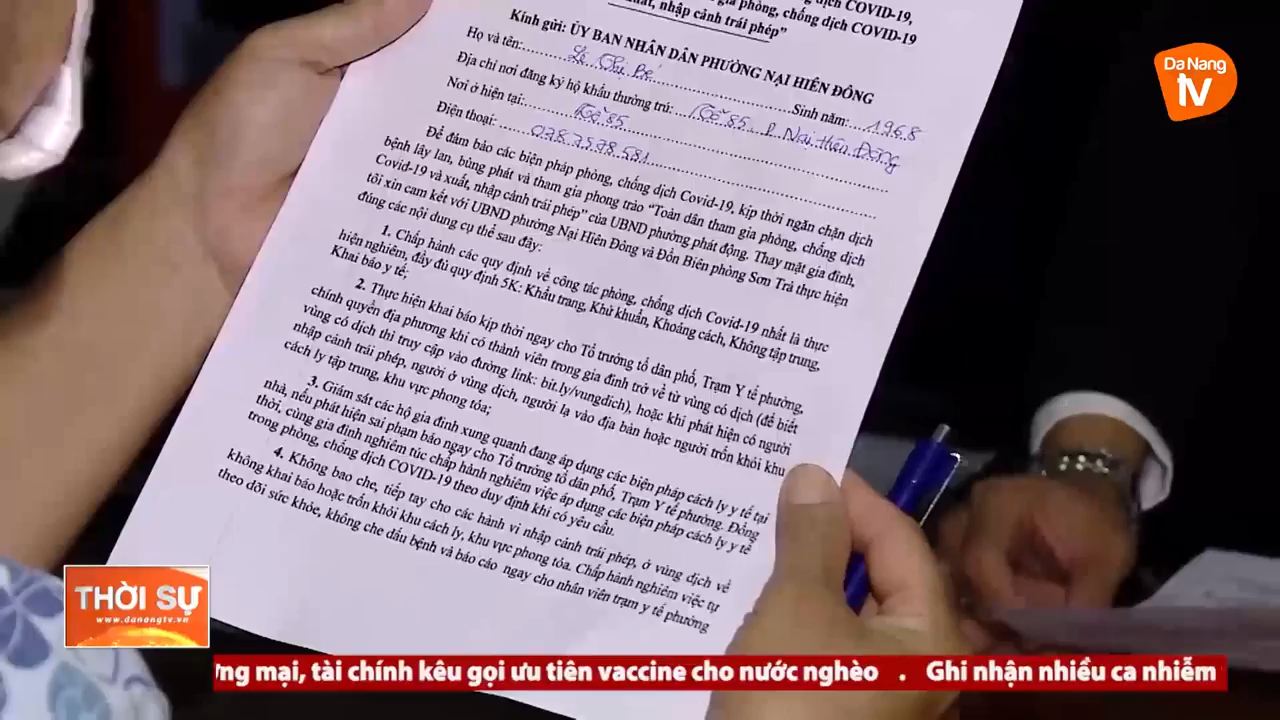 gia phòng, chống dịch COVID-19,
phòng, chống dịch COVID-19
xuất, nhập cảnh trái phép”
Kính gửi: ỦY BAN NHÂN DÂN PHƯỜNG NẠI HIÊN ĐÔNG
Họ và tên: Lê Thị Bé Sinh năm: 1968
Địa chỉ nơi đăng ký hộ khẩu thường trú: Tổ 85, P. Nại Hiên Đông
Nơi ở hiện tại: Tổ 85
Điện thoại: 0787578581
Để đảm bảo các biện pháp phòng, chống dịch Covid-19, kịp thời ngăn chặn dịch
bệnh lây lan, bùng phát và tham gia phong trào “Toàn dân tham gia phòng, chống dịch
Covid-19 và xuất, nhập cảnh trái phép” của UBND phường phát động. Thay mặt gia đình,
tôi xin cam kết với UBND phường Nại Hiên Đông và Đồn Biên phòng Sơn Trà thực hiện
đúng các nội dung cụ thể sau đây:
1. Chấp hành các quy định về công tác phòng, chống dịch Covid-19 nhất là thực
hiện nghiêm, đầy đủ quy định 5K: Khẩu trang, Khử khuẩn, Khoảng cách, Không tập trung,
Khai báo y tế;
2. Thực hiện khai báo kịp thời ngay cho Tổ trưởng tổ dân phố, Trạm Y tế phường,
chính quyền địa phương khi có thành viên trong gia đình trở về từ vùng có dịch (để biết
vùng có dịch thì truy cập vào đường link: bit.ly/vungdich), hoặc khi phát hiện có người
nhập cảnh trái phép, người ở vùng dịch, người lạ vào địa bàn hoặc người trốn khỏi khu
cách ly tập trung, khu vực phong tỏa;
3. Giám sát các hộ gia đình xung quanh đang áp dụng các biện pháp cách ly y tế tại
nhà, nếu phát hiện sai phạm báo ngay cho Tổ trưởng tổ dân phố, Trạm Y tế phường. Đồng
thời, cùng gia đình nghiêm túc chấp hành nghiêm việc áp dụng các biện pháp cách ly y tế
trong phòng, chống dịch COVID-19 theo duy định khi có yêu cầu.
4. Không bao che, tiếp tay cho các hành vi nhập cảnh trái phép, ở vùng dịch về
không khai báo hoặc trốn khỏi khu cách ly, khu vực phong tỏa. Chấp hành nghiêm việc tự
theo dõi sức khỏe, không che dấu bệnh và báo cáo ngay cho nhân viên trạm y tế phường
Da Nang
tv
THỜI SỰ
www.danangtv.vn
ơng mại, tài chính kêu gọi ưu tiên vaccine cho nước nghèo . Ghi nhận nhiều ca nhiễm